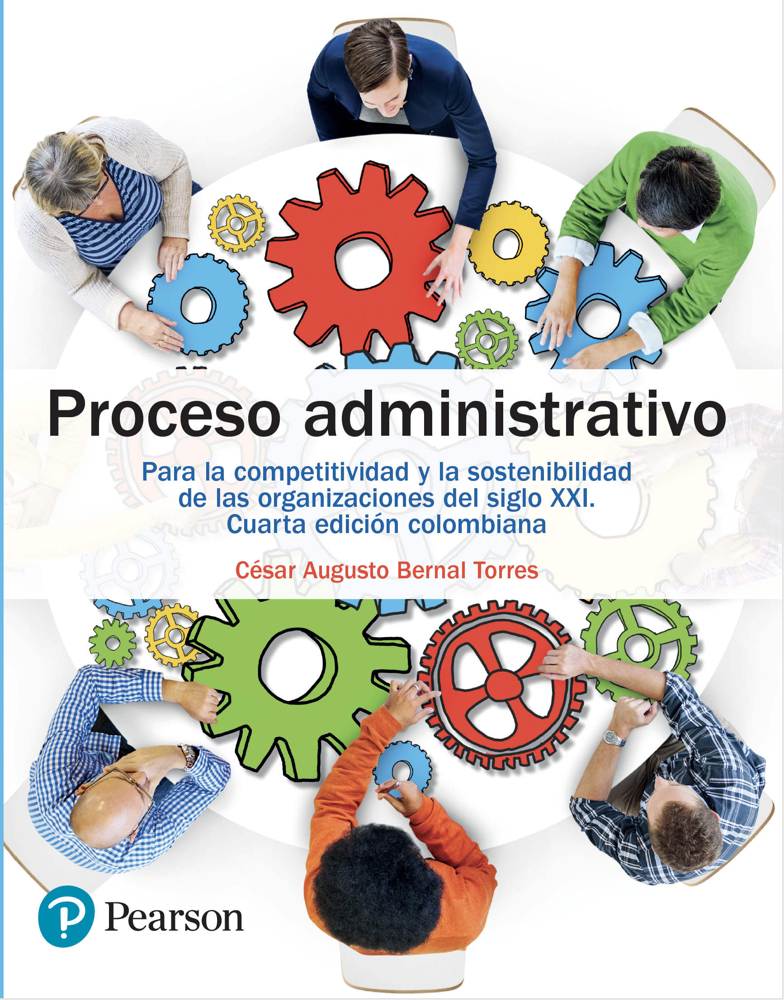 Proceso administrativo
Para la competitividad y la sostenibilidad
de las organizaciones del siglo XXI.
Cuarta edición colombiana
César Augusto Bernal Torres
Pearson